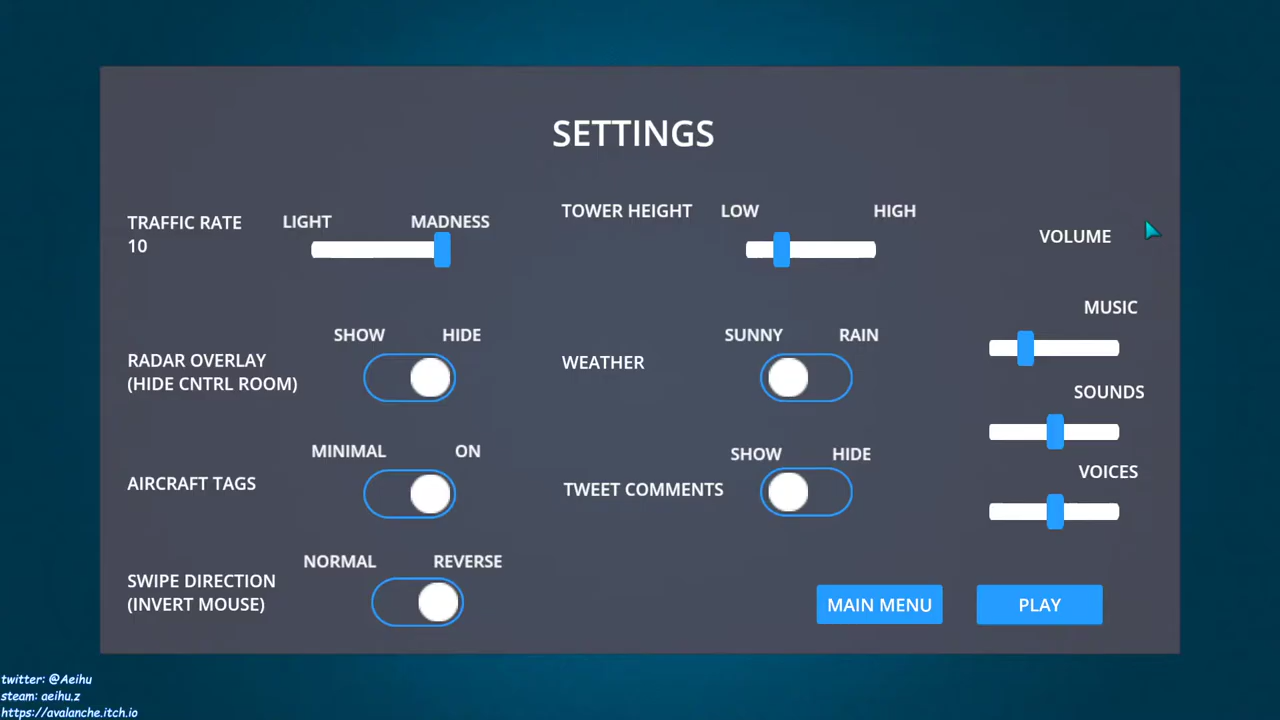 SETTINGS
TRAFFIC RATE
10
LIGHT
MADNESS
TOWER HEIGHT
LOW
HIGH
VOLUME
MUSIC
RADAR OVERLAY
(HIDE CNTRL ROOM)
SHOW
HIDE
WEATHER
SUNNY
RAIN
SOUNDS
AIRCRAFT TAGS
MINIMAL
ON
TWEET COMMENTS
SHOW
HIDE
VOICES
SWIPE DIRECTION
(INVERT MOUSE)
NORMAL
REVERSE
MAIN MENU
PLAY
twitter: @Aeihu
steam: aeihu.z
https://avalanche.itch.io